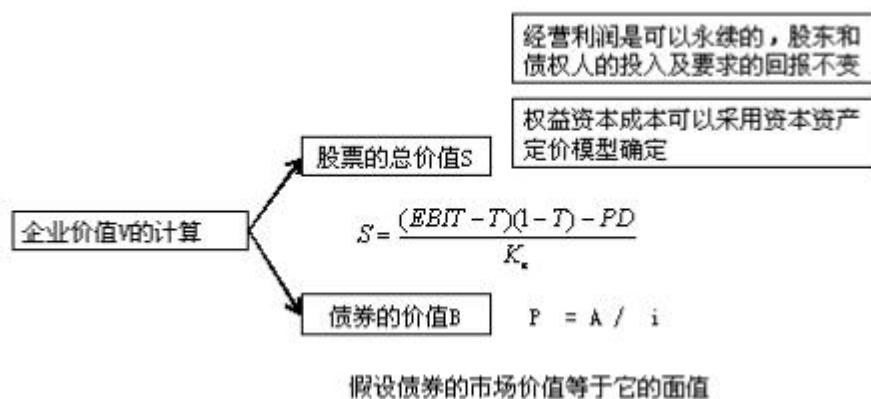 经营利润是可以永续的，股东和
债权人的投入及要求的回报不变
权益资本成本可以采用资本资产
定价模型确定
股票的总价值S
企业价值V的计算
S = (EBIT - T)(1 - T) - PD / Ke
债券的价值B
P = A / i
假设债券的市场价值等于它的面值